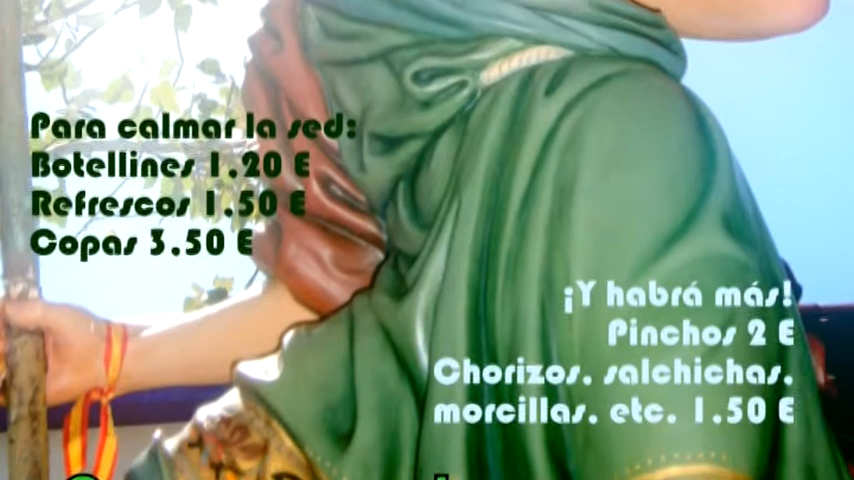 Para calmar la sed:
Botellines 1.20 E
Refrescos 1.50 E
Copas 3.50 E
¡Y habrá más!
Pinchos 2 E
Chorizos, salchichas,
morcillas, etc. 1.50 E